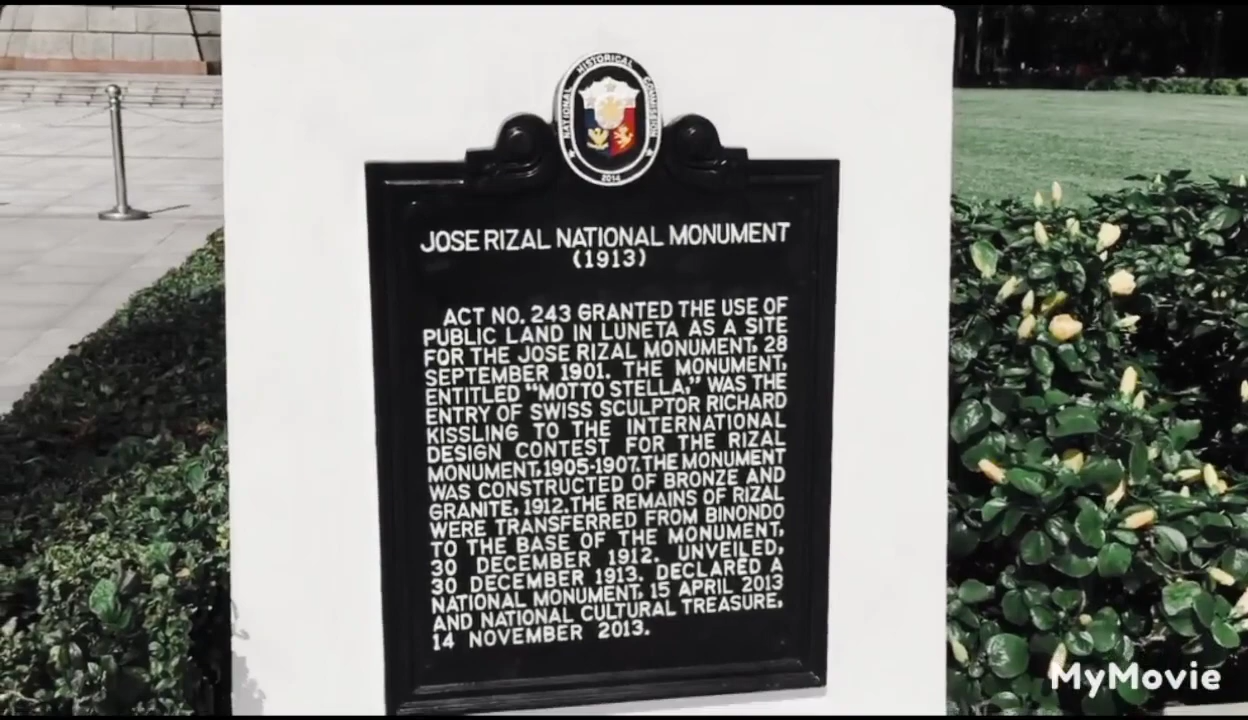 NATIONAL HISTORICAL COMMISSION
2014
JOSE RIZAL NATIONAL MONUMENT
(1913)
ACT NO. 243 GRANTED THE USE OF
PUBLIC LAND IN LUNETA AS A SITE
FOR THE JOSE RIZAL MONUMENT, 28
SEPTEMBER 1901. THE MONUMENT,
ENTITLED "MOTTO STELLA," WAS THE
ENTRY OF SWISS SCULPTOR RICHARD
KISSLING TO THE INTERNATIONAL
DESIGN CONTEST FOR THE RIZAL
MONUMENT, 1905-1907. THE MONUMENT
WAS CONSTRUCTED OF BRONZE AND
GRANITE, 1912. THE REMAINS OF RIZAL
WERE TRANSFERRED FROM BINONDO
TO THE BASE OF THE MONUMENT,
30 DECEMBER 1912. UNVEILED,
30 DECEMBER 1913. DECLARED A
NATIONAL MONUMENT, 15 APRIL 2013
AND NATIONAL CULTURAL TREASURE,
14 NOVEMBER 2013.
MyMovie